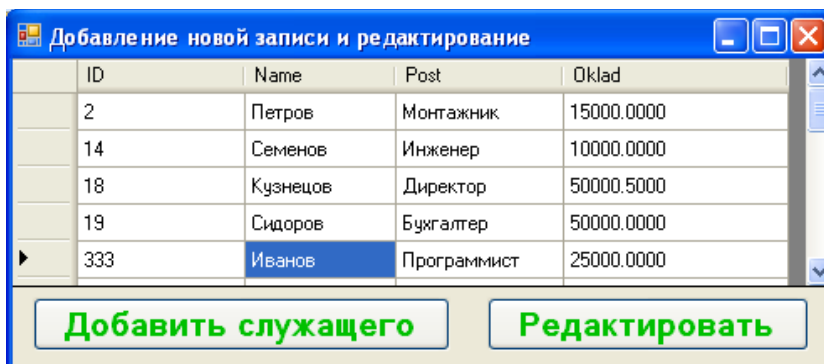 Добавление новой записи и редактирование
ID Name Post Oklad
2 Петров Монтажник 15000.0000
14 Семенов Инженер 10000.0000
18 Кузнецов Директор 50000.5000
19 Сидоров Бухгалтер 50000.0000
333 Иванов Программист 25000.0000
Добавить служащего Редактировать